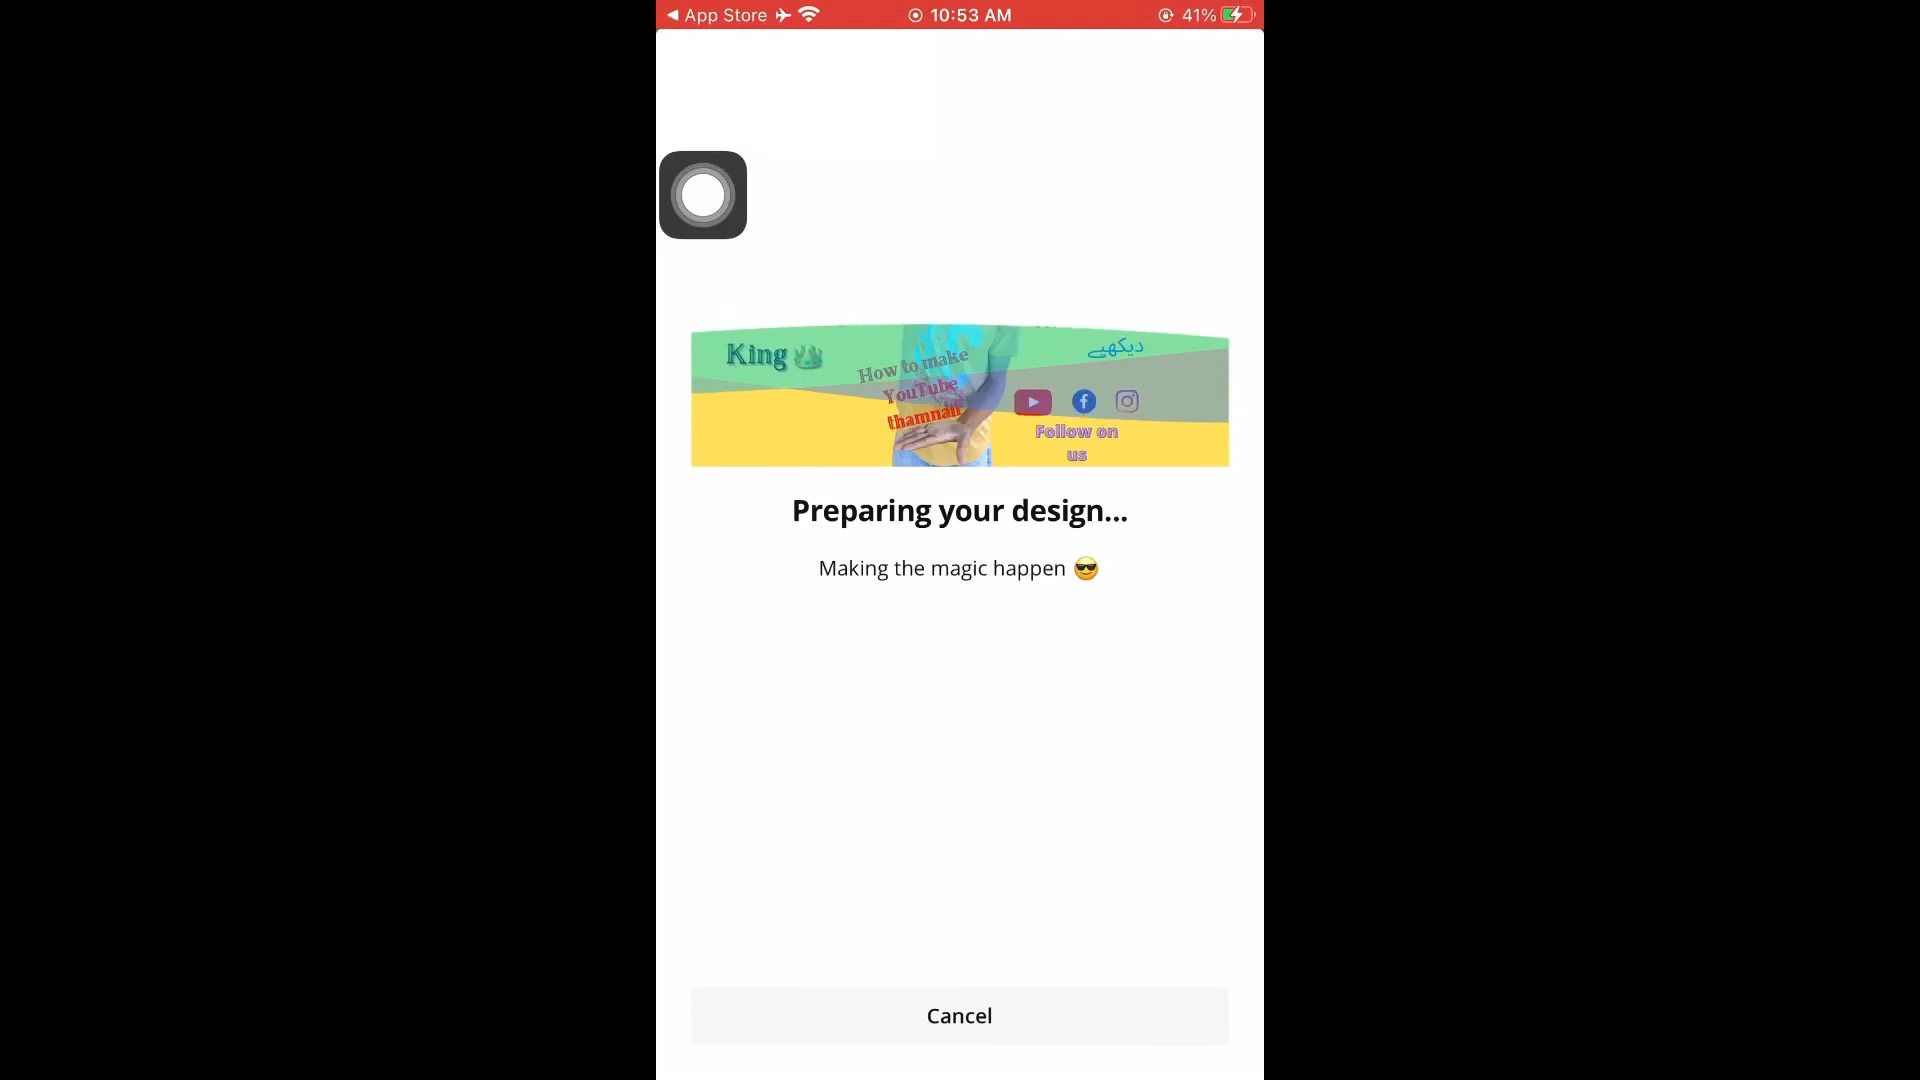 App Store
10:53 AM
41%
King
How to make
YouTube
thamnail
دیکھیے
Follow on
us
Preparing your design...
Making the magic happen 😎
Cancel